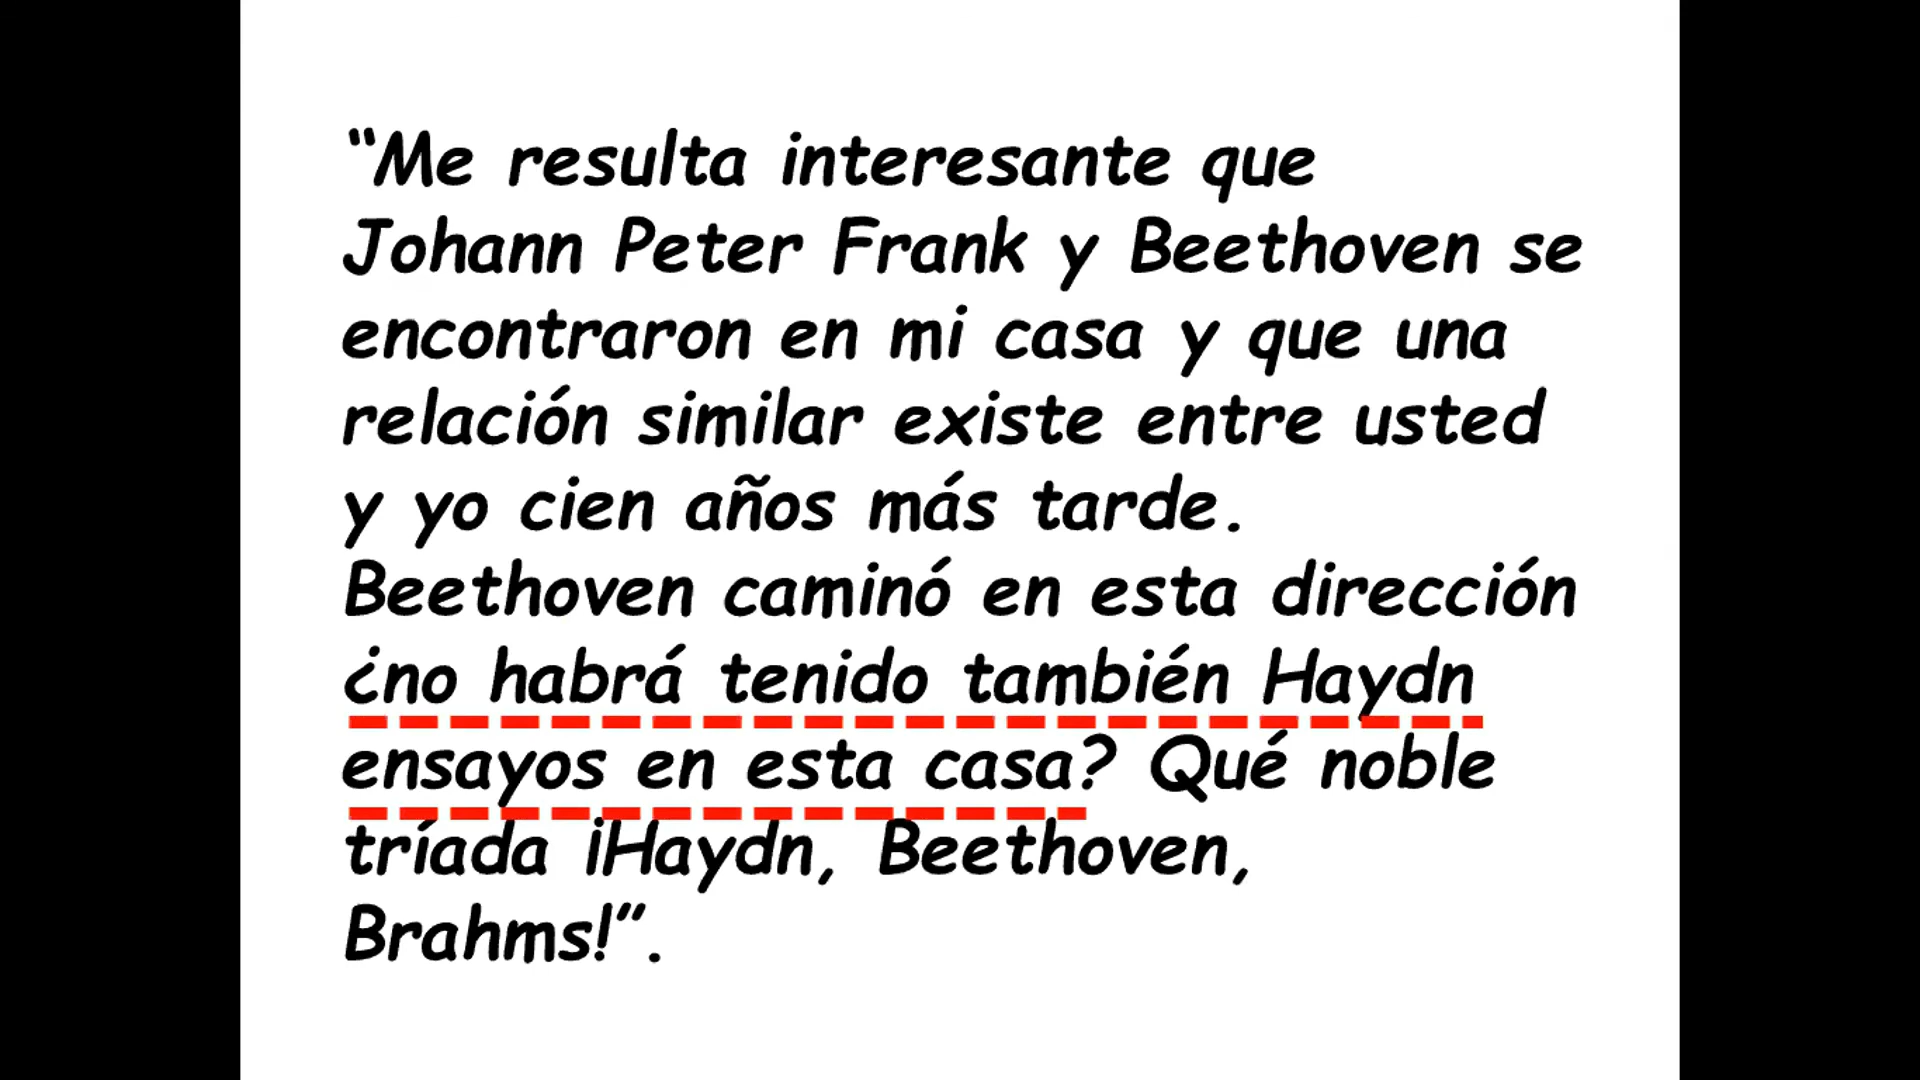 “Me resulta interesante que
Johann Peter Frank y Beethoven se
encontraron en mi casa y que una
relación similar existe entre usted
y yo cien años más tarde.
Beethoven caminó en esta dirección
¿no habrá tenido también Haydn
ensayos en esta casa? Qué noble
tríada ¡Haydn, Beethoven,
Brahms!”.